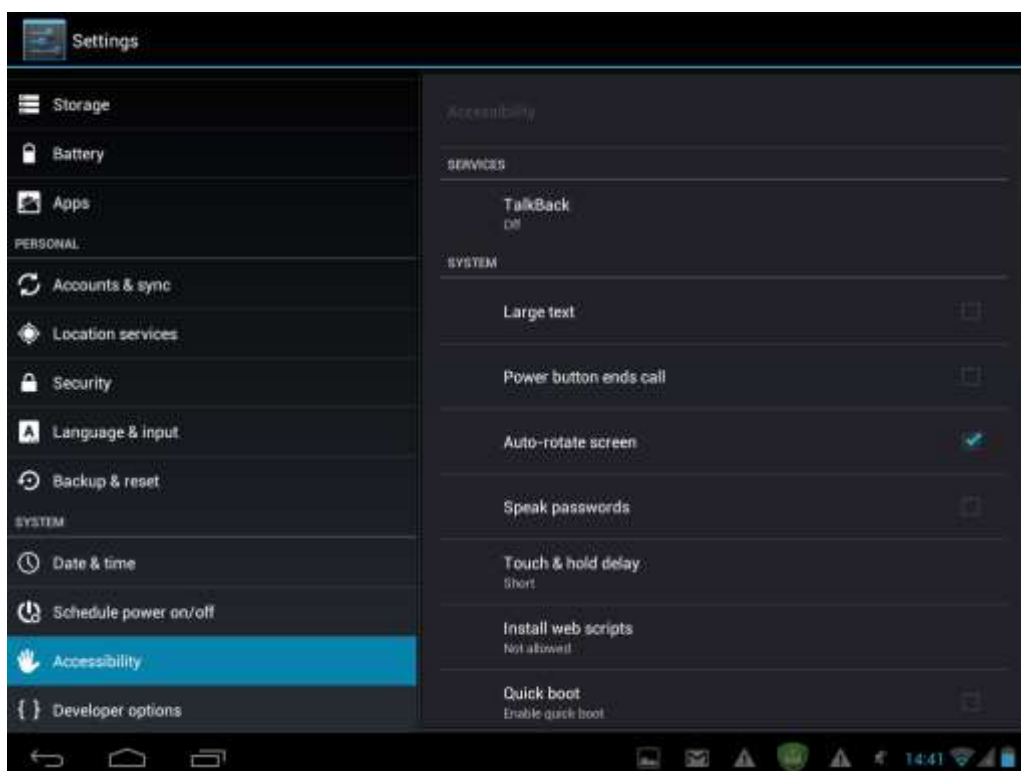 Settings
Storage
Battery
Apps
PERSONAL
Accounts & sync
Location services
Security
Language & input
Backup & reset
SYSTEM
Date & time
Schedule power on/off
Accessibility
{ } Developer options
Accessibility
SERVICES
TalkBack
Off
SYSTEM
Large text
Power button ends call
Auto-rotate screen
Speak passwords
Touch & hold delay
Short
Install web scripts
Not allowed
Quick boot
Enable quick boot
14:41